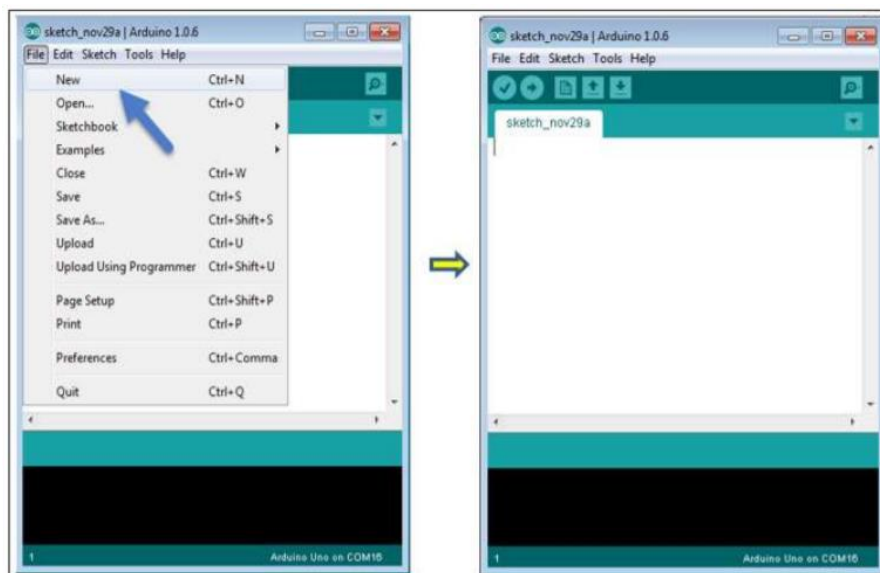 sketch_nov29a | Arduino 1.0.6
File Edit Sketch Tools Help
New Ctrl+N
Open... Ctrl+O
Sketchbook
Examples
Close Ctrl+W
Save Ctrl+S
Save As... Ctrl+Shift+S
Upload Ctrl+U
Upload Using Programmer Ctrl+Shift+U
Page Setup Ctrl+Shift+P
Print Ctrl+P
Preferences Ctrl+Comma
Quit Ctrl+Q
1 Arduino Uno on COM16
sketch_nov29a | Arduino 1.0.6
File Edit Sketch Tools Help
sketch_nov29a
1 Arduino Uno on COM16